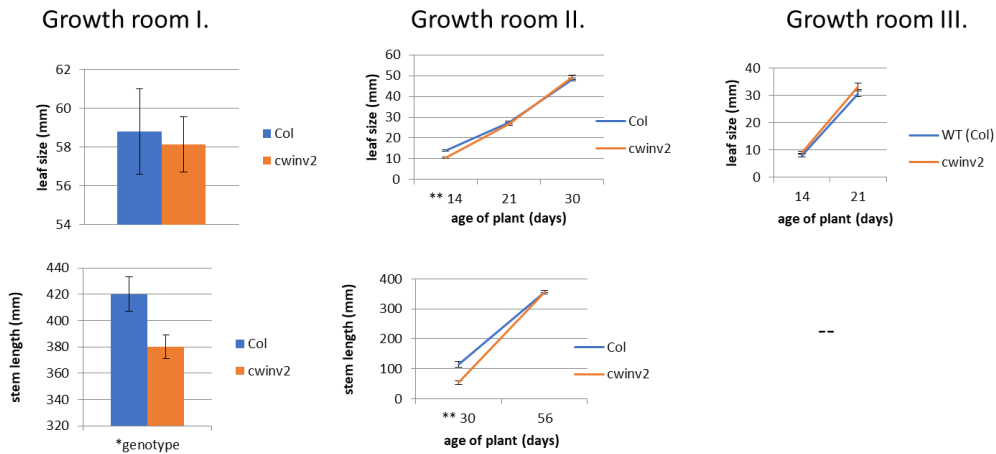 Growth room I.
Growth room II.
Growth room III.
62
60
58
56
54
leaf size (mm)
Col
cwinv2
60
50
40
30
20
10
0
leaf size (mm)
** 14
21
30
age of plant (days)
Col
cwinv2
40
30
20
10
0
leaf size (mm)
14
21
age of plant (days)
WT (Col)
cwinv2
440
420
400
380
360
340
320
stem length (mm)
*genotype
Col
cwinv2
400
300
200
100
0
stem length (mm)
** 30
56
age of plant (days)
Col
cwinv2
--